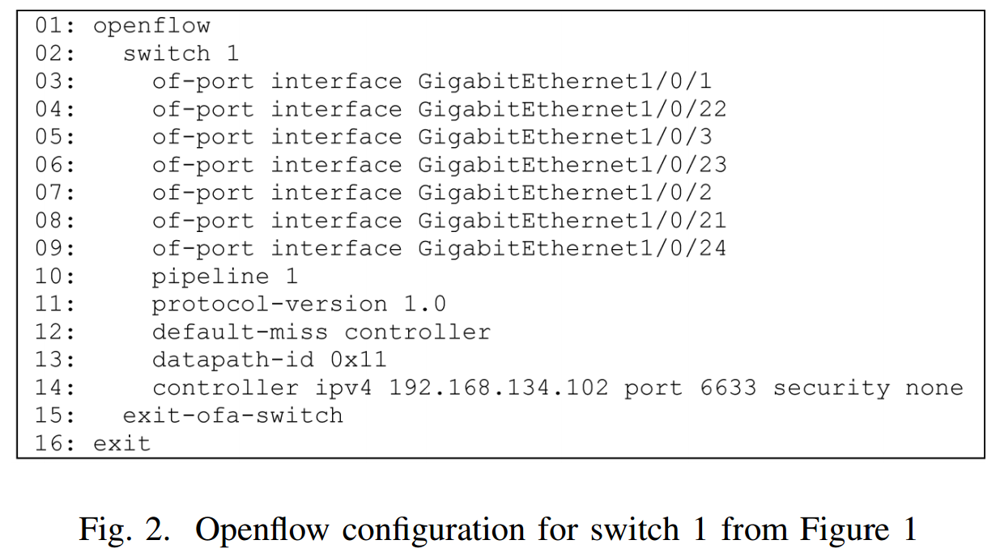 01: openflow
02:   switch 1
03:     of-port interface GigabitEthernet1/0/1
04:     of-port interface GigabitEthernet1/0/22
05:     of-port interface GigabitEthernet1/0/3
06:     of-port interface GigabitEthernet1/0/23
07:     of-port interface GigabitEthernet1/0/2
08:     of-port interface GigabitEthernet1/0/21
09:     of-port interface GigabitEthernet1/0/24
10:     pipeline 1
11:     protocol-version 1.0
12:     default-miss controller
13:     datapath-id 0x11
14:     controller ipv4 192.168.134.102 port 6633 security none
15:   exit-ofa-switch
16: exit
Fig. 2. Openflow configuration for switch 1 from Figure 1